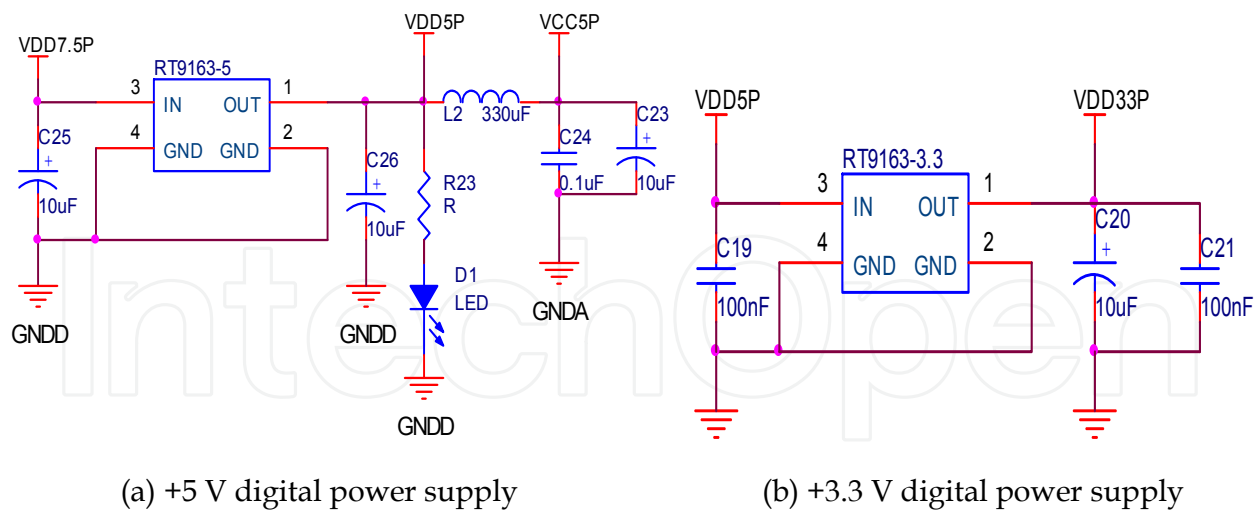 VDD7.5P
VDD5P
VCC5P
RT9163-5
3
1
IN
OUT
4
2
GND
GND
C25
+
10uF
GNDD
C26
+
10uF
GNDD
L2
330uF
R23
R
D1
LED
GNDD
C24
0.1uF
C23
+
10uF
GNDA
VDD5P
VDD33P
RT9163-3.3
3
1
IN
OUT
4
2
GND
GND
C19
100nF
C20
+
10uF
C21
100nF
IntechOpen
(a) +5 V digital power supply
(b) +3.3 V digital power supply